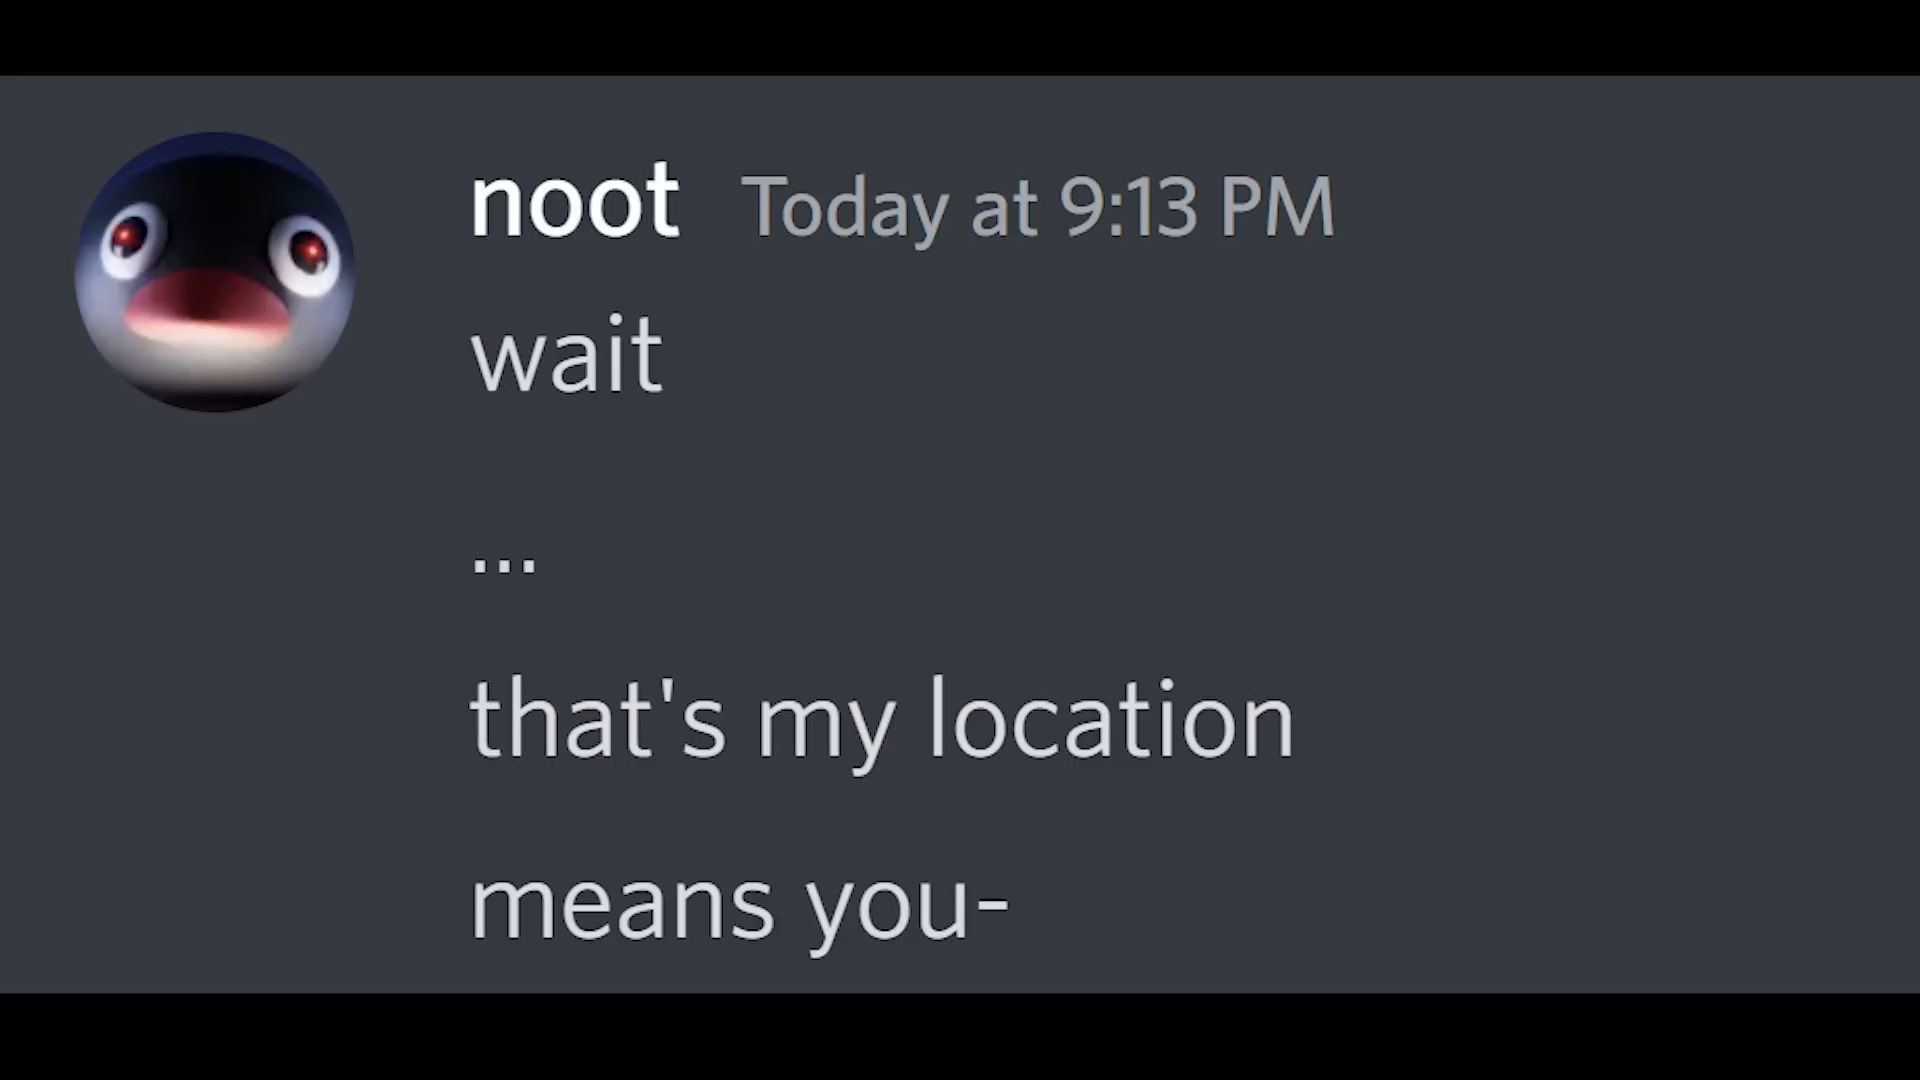 noot Today at 9:13 PM
wait
...
that's my location
means you-